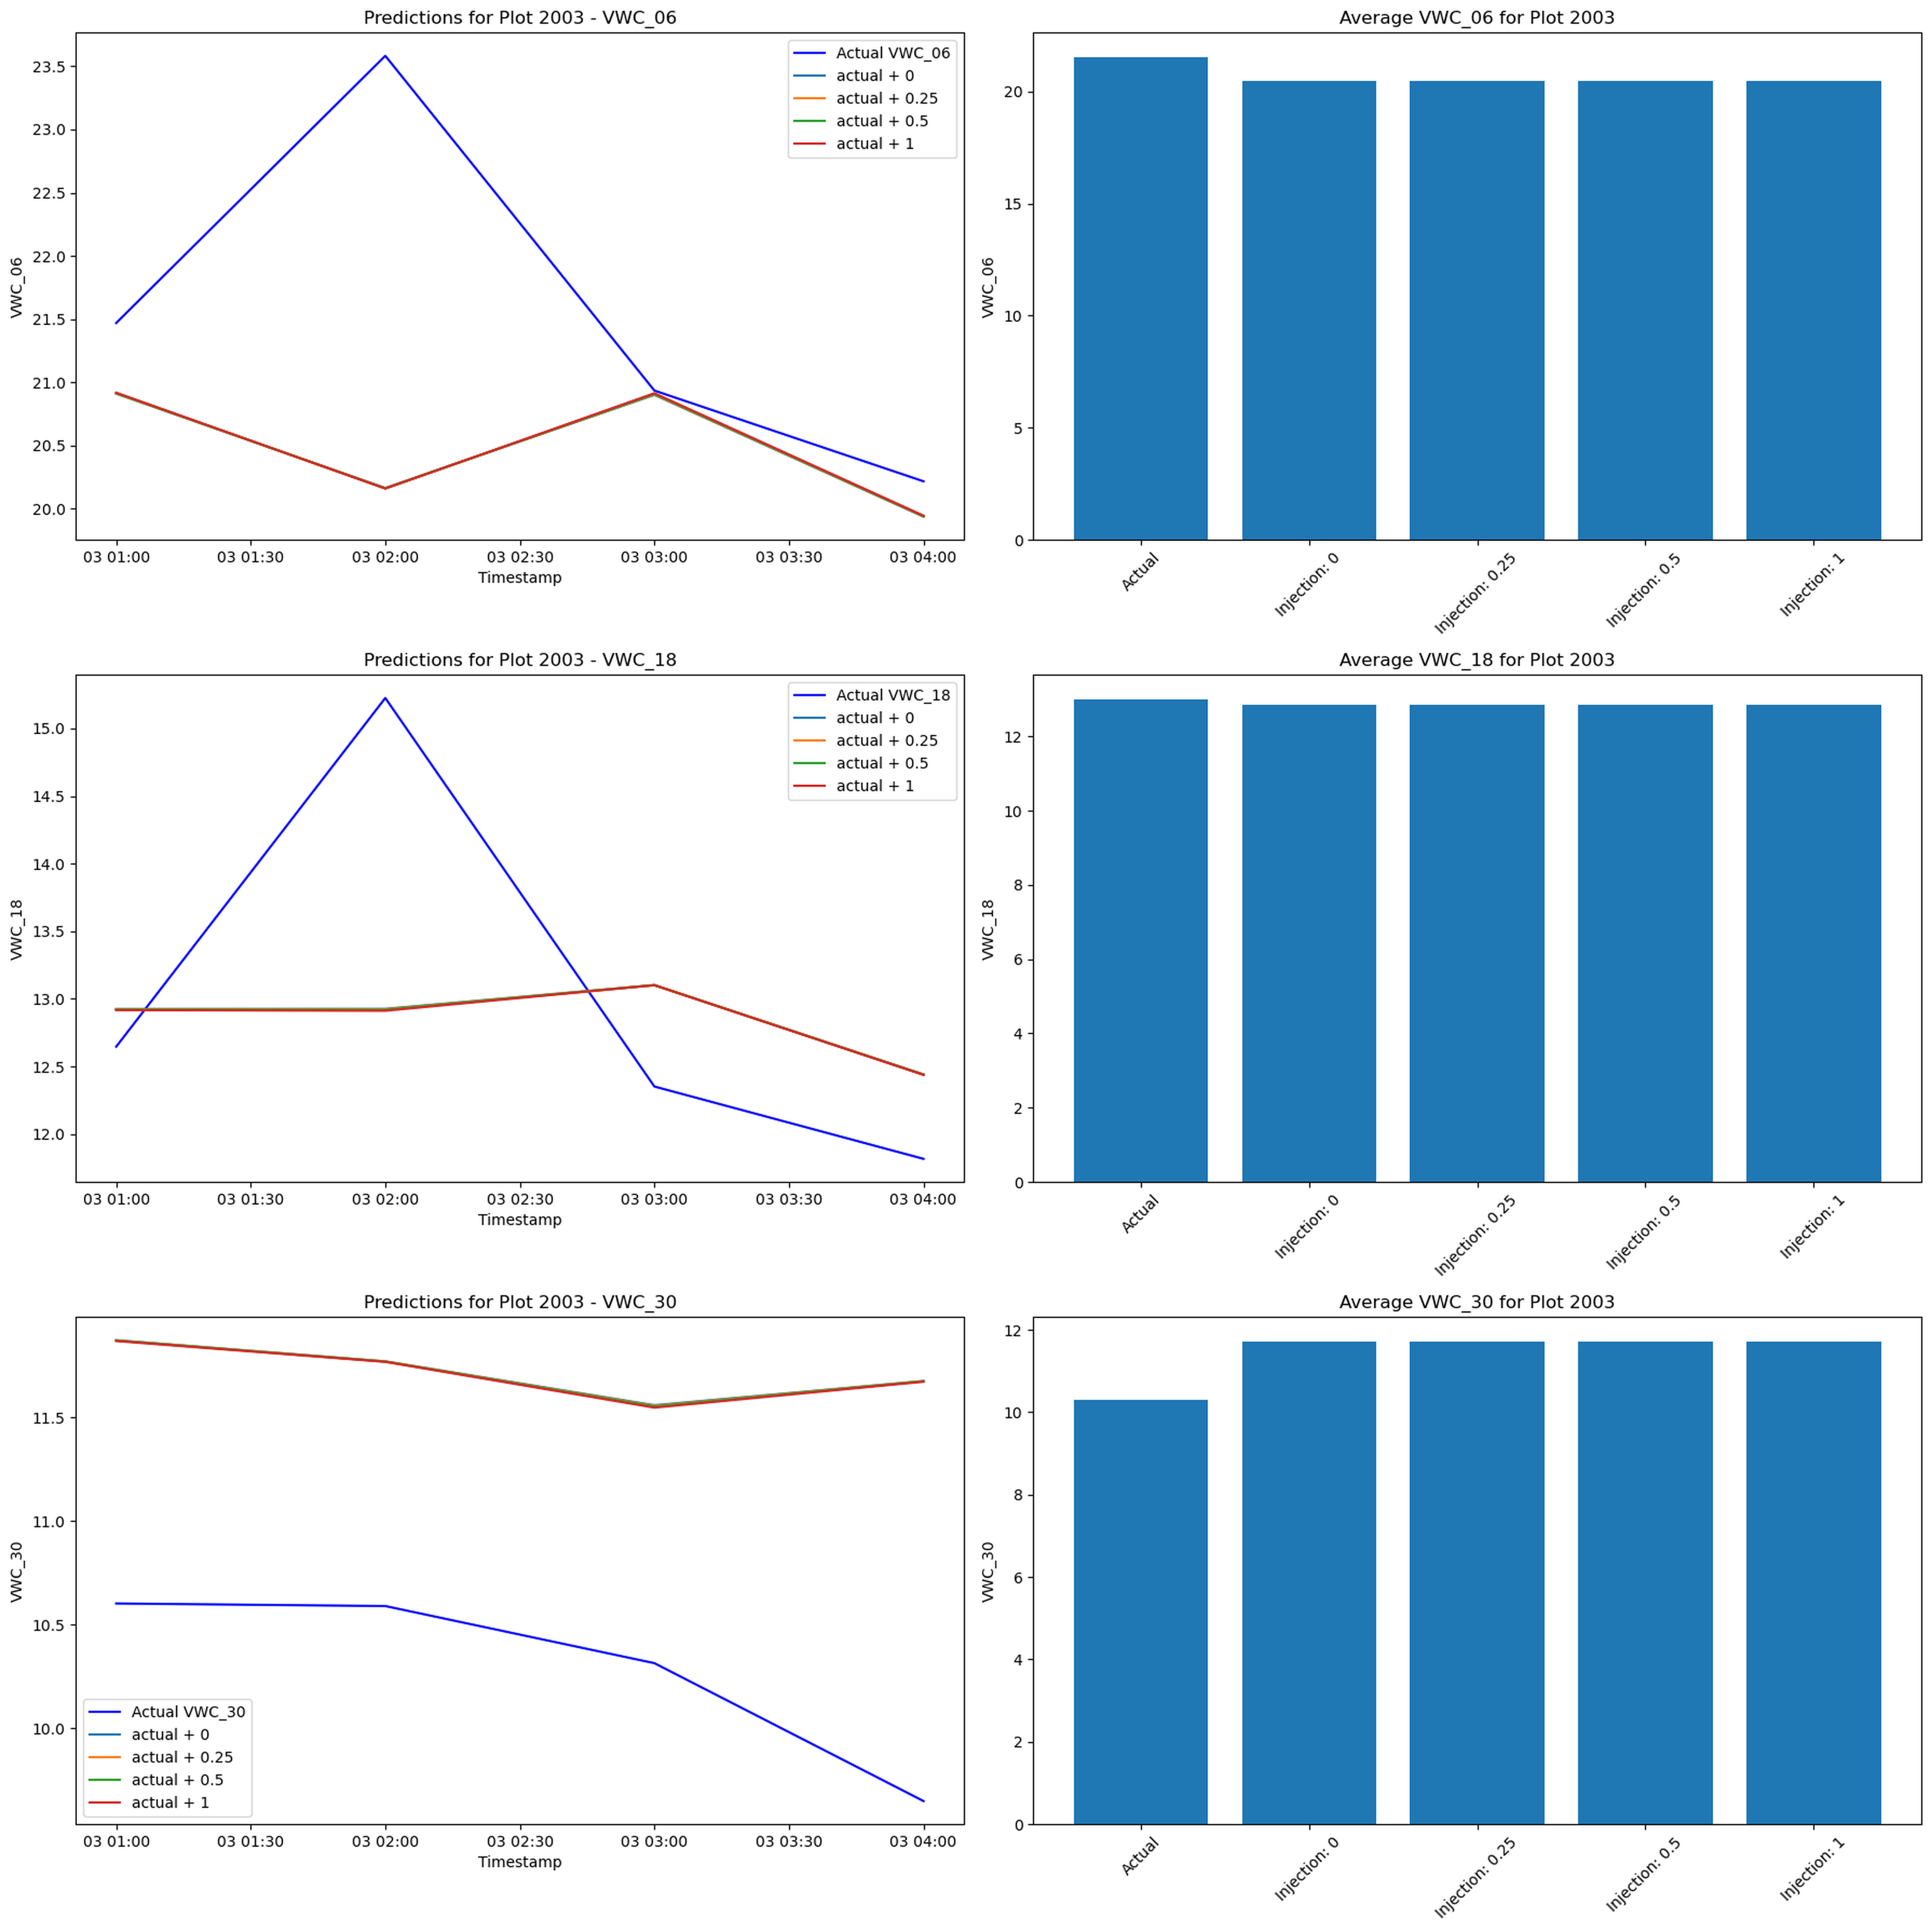 Predictions for Plot 2003 - VWC_06
VWC_06
23.5
23.0
22.5
22.0
21.5
21.0
20.5
20.0
Actual VWC_06
actual + 0
actual + 0.25
actual + 0.5
actual + 1
03 01:00 03 01:30 03 02:00 03 02:30 03 03:00 03 03:30 03 04:00
Timestamp
Average VWC_06 for Plot 2003
VWC_06
20
15
10
5
0
Actual
Injection: 0
Injection: 0.25
Injection: 0.5
Injection: 1
Predictions for Plot 2003 - VWC_18
VWC_18
15.0
14.5
14.0
13.5
13.0
12.5
12.0
Actual VWC_18
actual + 0
actual + 0.25
actual + 0.5
actual + 1
03 01:00 03 01:30 03 02:00 03 02:30 03 03:00 03 03:30 03 04:00
Timestamp
Average VWC_18 for Plot 2003
VWC_18
12
10
8
6
4
2
0
Actual
Injection: 0
Injection: 0.25
Injection: 0.5
Injection: 1
Predictions for Plot 2003 - VWC_30
VWC_30
11.5
11.0
10.5
10.0
Actual VWC_30
actual + 0
actual + 0.25
actual + 0.5
actual + 1
03 01:00 03 01:30 03 02:00 03 02:30 03 03:00 03 03:30 03 04:00
Timestamp
Average VWC_30 for Plot 2003
VWC_30
12
10
8
6
4
2
0
Actual
Injection: 0
Injection: 0.25
Injection: 0.5
Injection: 1